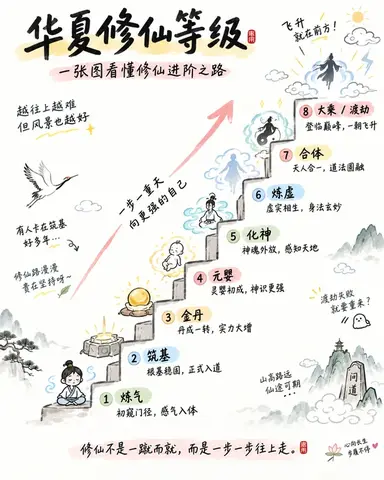 华夏修仙等级
一张图看懂修仙进阶之路
飞升
就在前方!
越往上越难
但风景也越好
有人卡在筑基
好多年…
修仙路漫漫
贵在坚持呀~
一步一重天
向更强的自己
8 大乘 / 渡劫
登临巅峰,一朝飞升
7 合体
天人合一,道法圆融
6 炼虚
虚实相生,身法玄妙
5 化神
神魂外放,感知天地
4 元婴
灵婴初成,神识更强
3 金丹
丹成一转,实力大增
2 筑基
根基稳固,正式入道
1 炼气
初窥门径,感气入体
渡劫失败
就要重来?
山高路远
仙途可期…
问道
修仙不是一蹴而就,而是一步一步往上走。
心向长生
步履不停